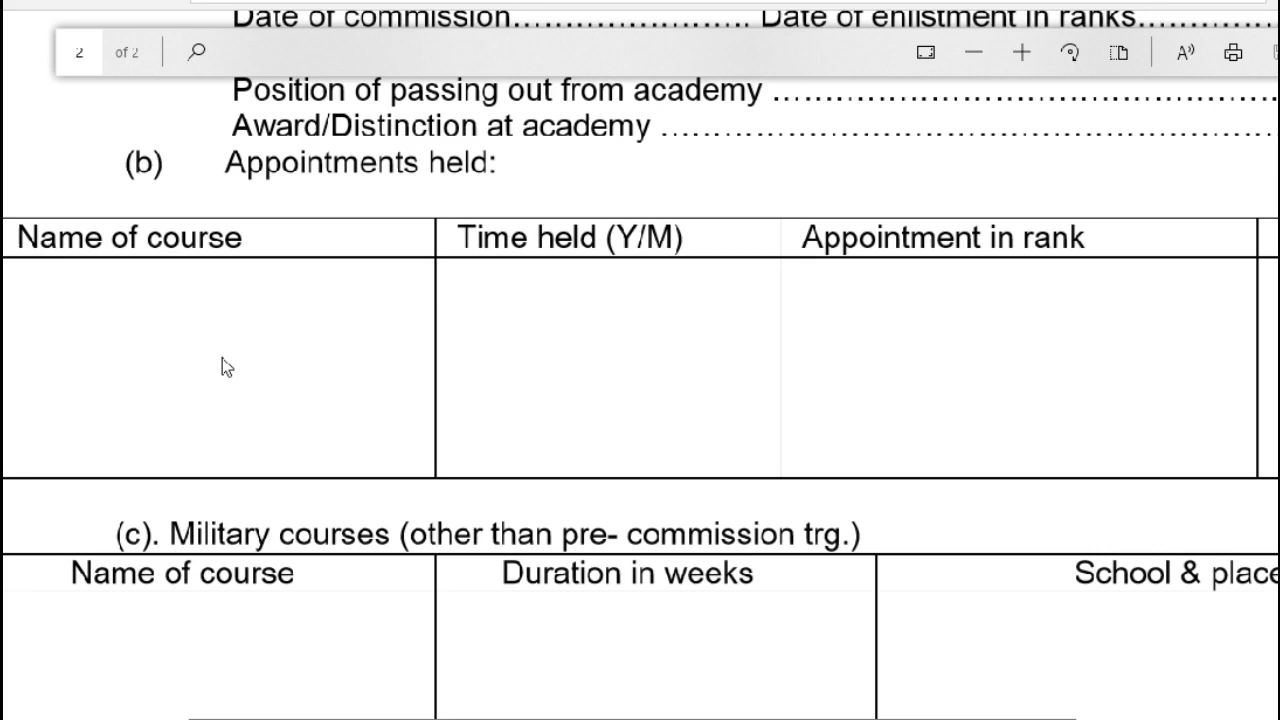 Date of commission........................ Date of enlistment in ranks..............
2 of 2
Position of passing out from academy ................................
Award/Distinction at academy .......................................
(b) Appointments held:
Name of course Time held (Y/M) Appointment in rank
(c). Military courses (other than pre- commission trg.)
Name of course Duration in weeks School & place